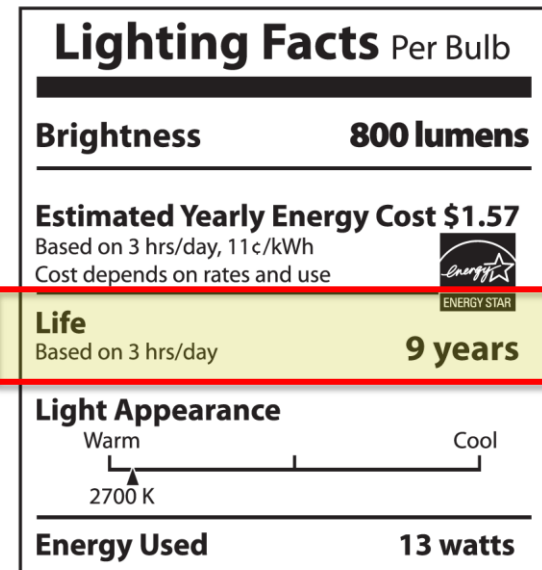 Lighting Facts Per Bulb
Brightness 800 lumens
Estimated Yearly Energy Cost $1.57
Based on 3 hrs/day, 11¢/kWh
Cost depends on rates and use
energy
ENERGY STAR
Life
Based on 3 hrs/day 9 years
Light Appearance
Warm Cool
2700 K
Energy Used 13 watts